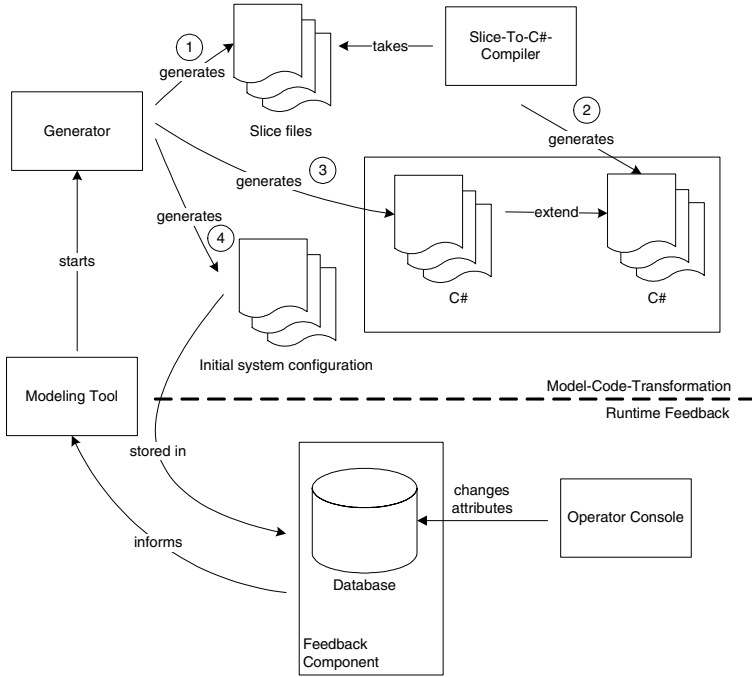 1
generates
Slice files
takes
Slice-To-C#-
Compiler
2
generates
Generator
generates
3
generates
4
extend
C#
C#
starts
Initial system configuration
Modeling Tool
Model-Code-Transformation
Runtime Feedback
stored in
changes
attributes
Operator Console
informs
Database
Feedback
Component